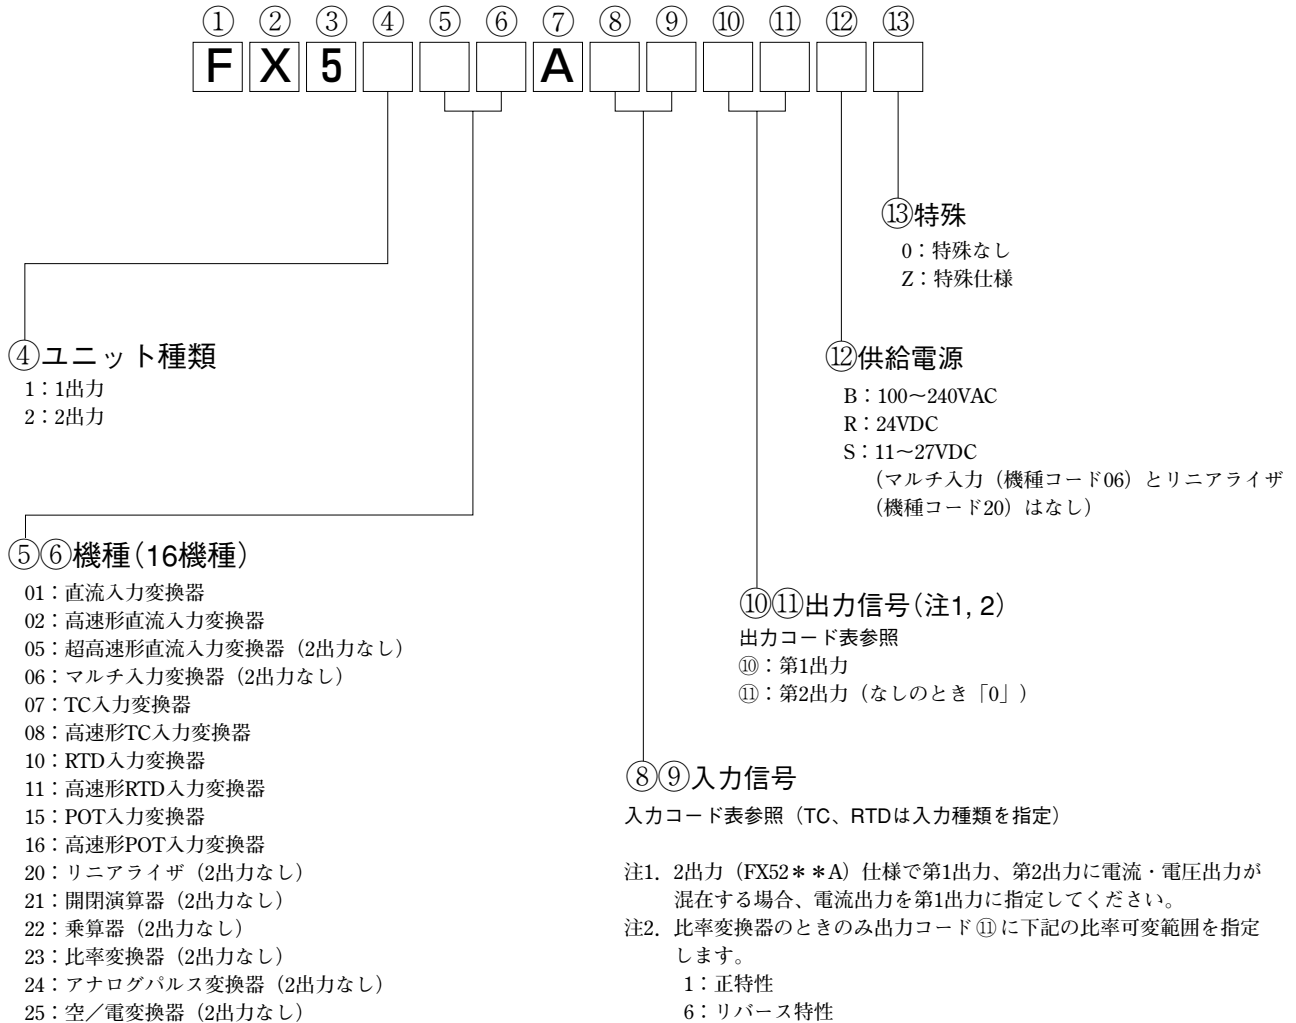 ① ② ③ ④ ⑤ ⑥ ⑦ ⑧ ⑨ ⑩ ⑪ ⑫ ⑬
F X 5 A
⑬特殊
0：特殊なし
Z：特殊仕様
④ユニット種類
1：1出力
2：2出力
⑫供給電源
B：100～240VAC
R：24VDC
S：11～27VDC
（マルチ入力（機種コード06）とリニアライザ
（機種コード20）はなし）
⑤⑥機種（16機種）
01：直流入力変換器
02：高速形直流入力変換器
05：超高速形直流入力変換器（2出力なし）
06：マルチ入力変換器（2出力なし）
07：TC入力変換器
08：高速形TC入力変換器
10：RTD入力変換器
11：高速形RTD入力変換器
15：POT入力変換器
16：高速形POT入力変換器
20：リニアライザ（2出力なし）
21：開閉演算器（2出力なし）
22：乗算器（2出力なし）
23：比率変換器（2出力なし）
24：アナログパルス変換器（2出力なし）
25：空／電変換器（2出力なし）
⑩⑪出力信号（注1, 2）
出力コード表参照
⑩：第1出力
⑪：第2出力（なしのとき「0」）
⑧⑨入力信号
入力コード表参照（TC、RTDは入力種類を指定）
注1．2出力（FX52＊＊A）仕様で第1出力、第2出力に電流・電圧出力が
混在する場合、電流出力を第1出力に指定してください。
注2．比率変換器のときのみ出力コード⑪に下記の比率可変範囲を指定
します。
1：正特性
6：リバース特性